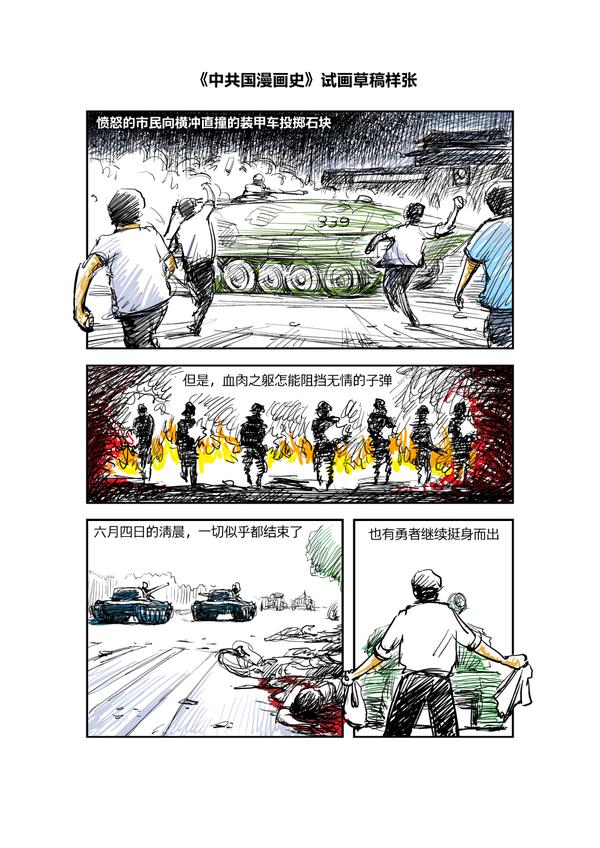 《中共国漫画史》试画草稿样张
愤怒的市民向横冲直撞的装甲车投掷石块
339
但是，血肉之躯怎能阻挡无情的子弹
六月四日的清晨，一切似乎都结束了
也有勇者继续挺身而出